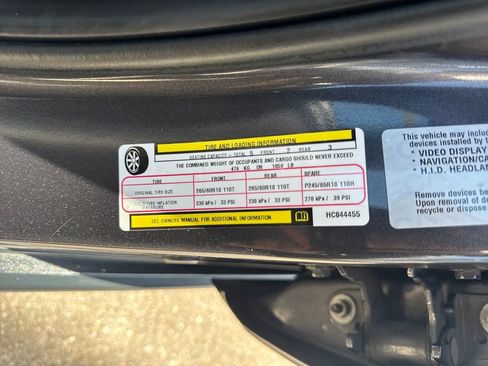 TIRE AND LOADING INFORMATION
SEATING CAPACITY - TOTAL 5 FRONT 2 REAR 3
THE COMBINED WEIGHT OF OCCUPANTS AND CARGO SHOULD NEVER EXCEED
476 KG OR 1050 LB
TIRE FRONT REAR SPARE
ORIGINAL TIRE SIZE 265/60R18 110T 265/60R18 110T P245/65R18 110H
COLD TIRE INFLATION PRESSURE 230 kPa / 33 PSI 230 kPa / 33 PSI 270 kPa / 39 PSI
SEE OWNERS MANUAL FOR ADDITIONAL INFORMATION
HC844455
This vehicle may inclu
devices installed by th
* VIDEO DISPLAY
* NAVIGATION/CA
* H.I.D. HEADLA
Remove devices be
Upon removal of de
recycle or dispose